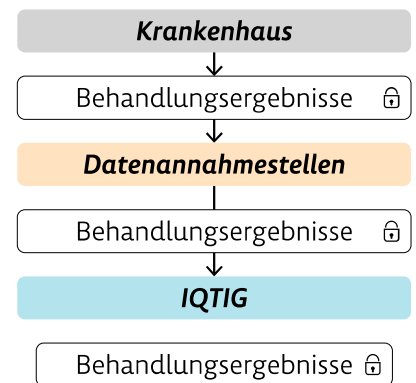 Krankenhaus
Behandlungsergebnisse
Datenannahmestellen
Behandlungsergebnisse
IQTIG
Behandlungsergebnisse